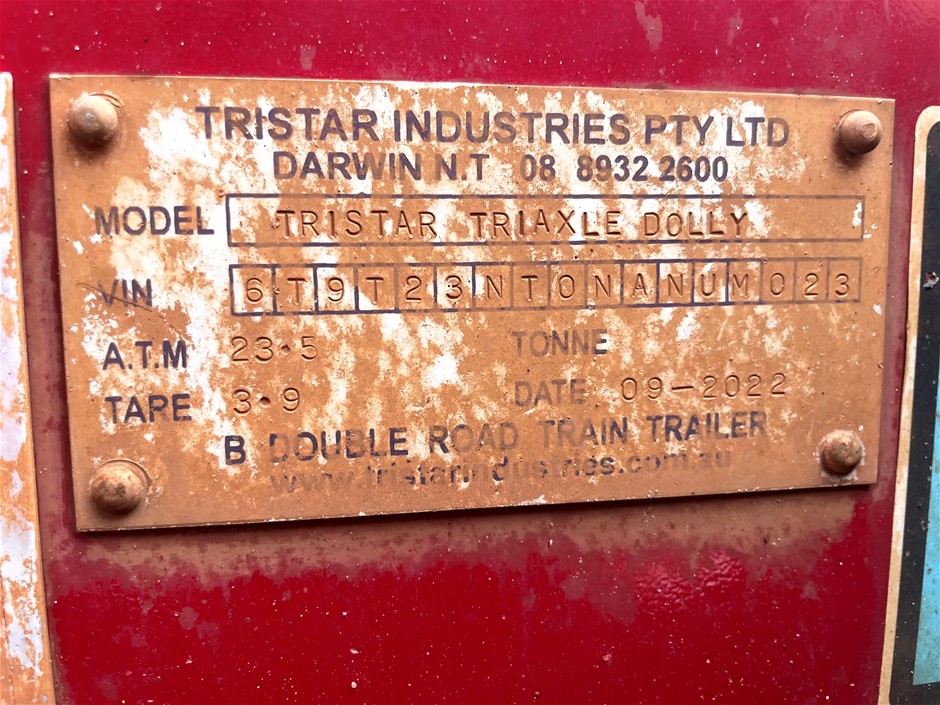 TRISTAR INDUSTRIES PTY LTD
DARWIN N.T 08 8932 2600
MODEL TRISTAR TRIAXLE DOLLY
VIN 6T9T23NT0NANUM023
A.T.M 23·5 TONNE
TARE 3·9 DATE 09-2022
B DOUBLE ROAD TRAIN TRAILER
www.tristarindustries.com.au